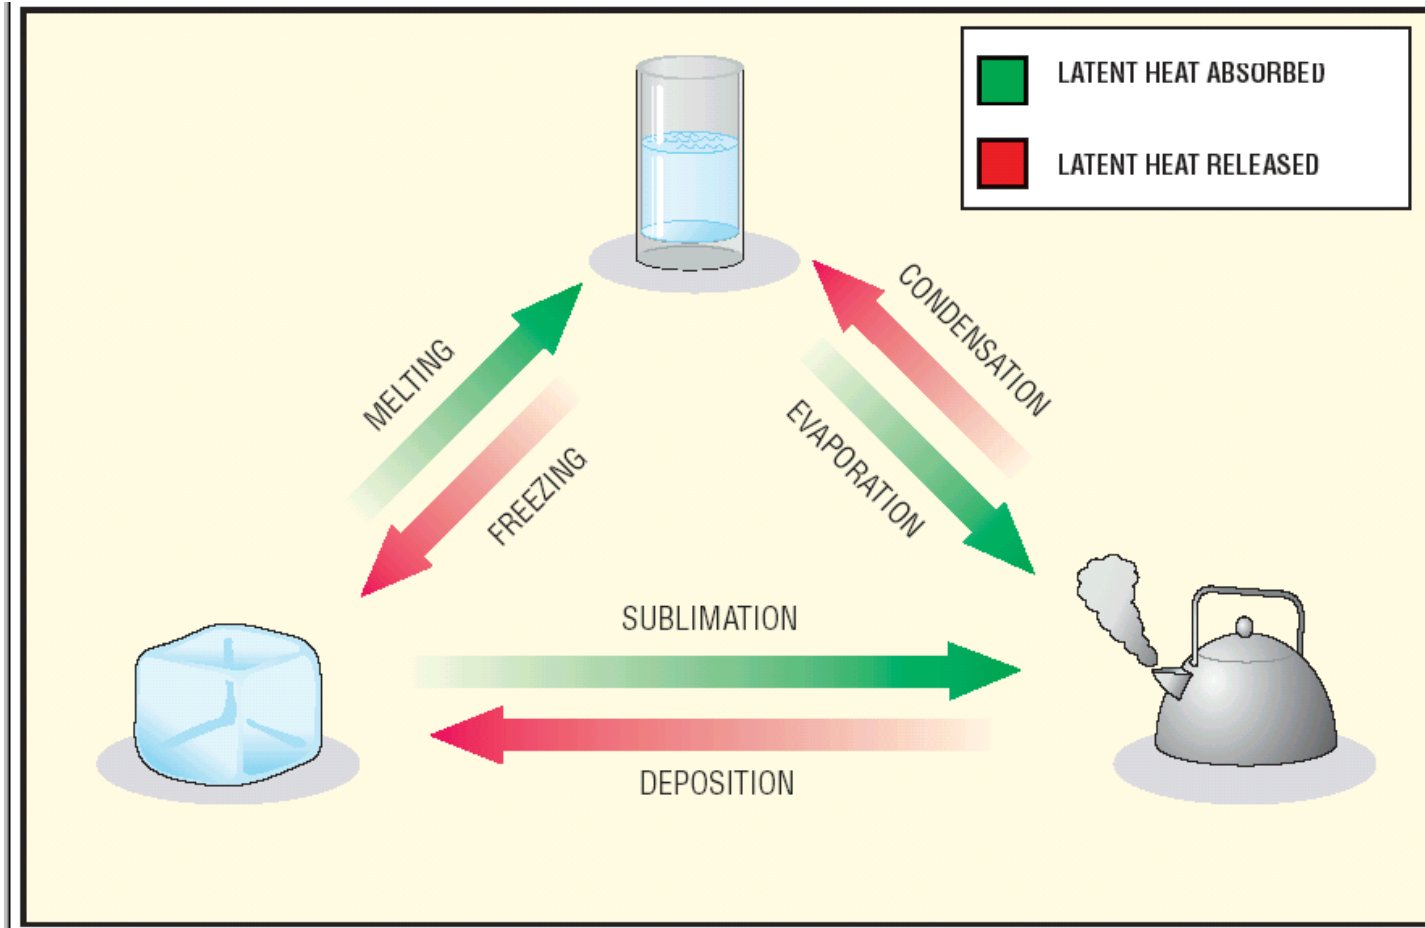 LATENT HEAT ABSORBED
LATENT HEAT RELEASED
MELTING
FREEZING
CONDENSATION
EVAPORATION
SUBLIMATION
DEPOSITION